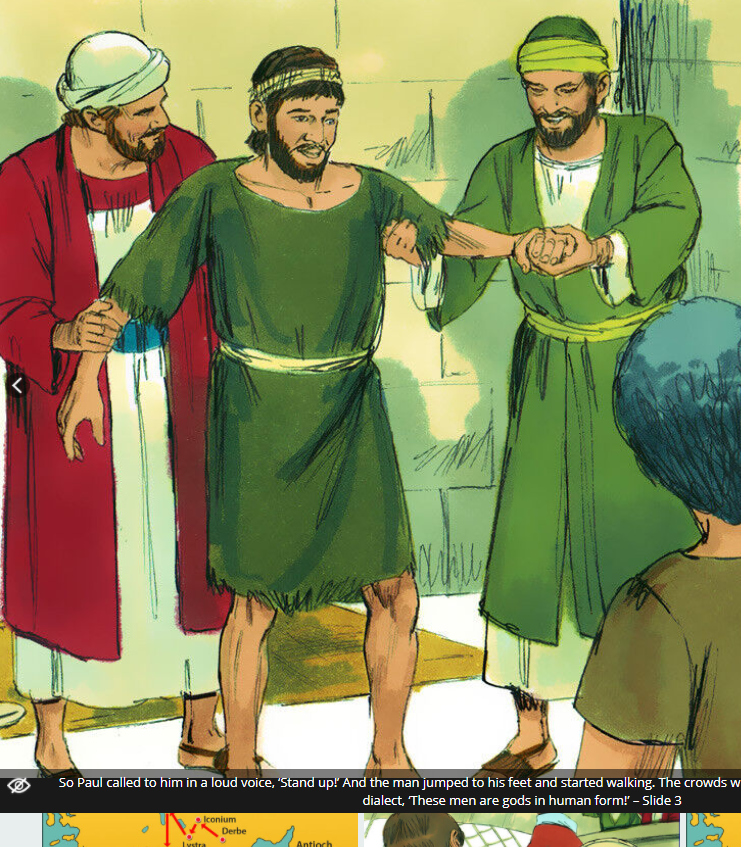 So Paul called to him in a loud voice, ‘Stand up!’ And the man jumped to his feet and started walking. The crowds w
dialect, ‘These men are gods in human form!’ – Slide 3
Iconium
Derbe
Lystra
Antioch